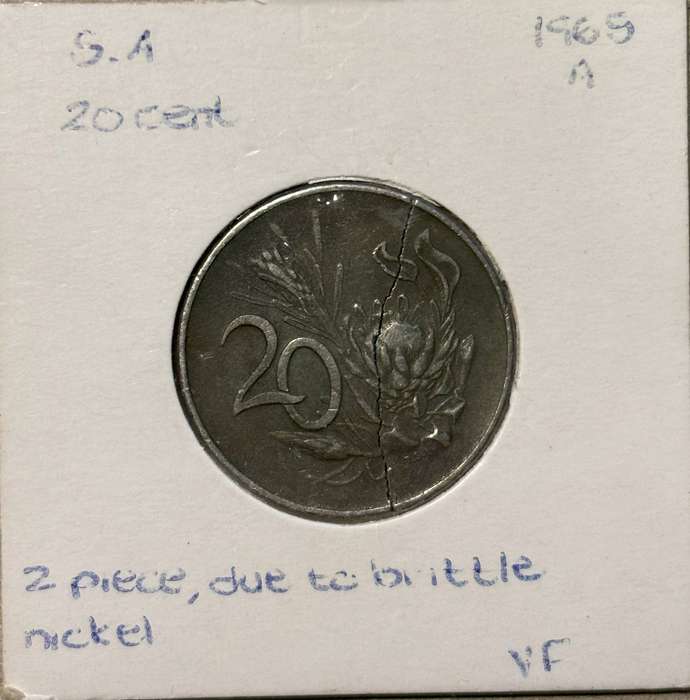 S.A
1965
A
20 cent
20
2 piece, due to brittle
nickel
VF